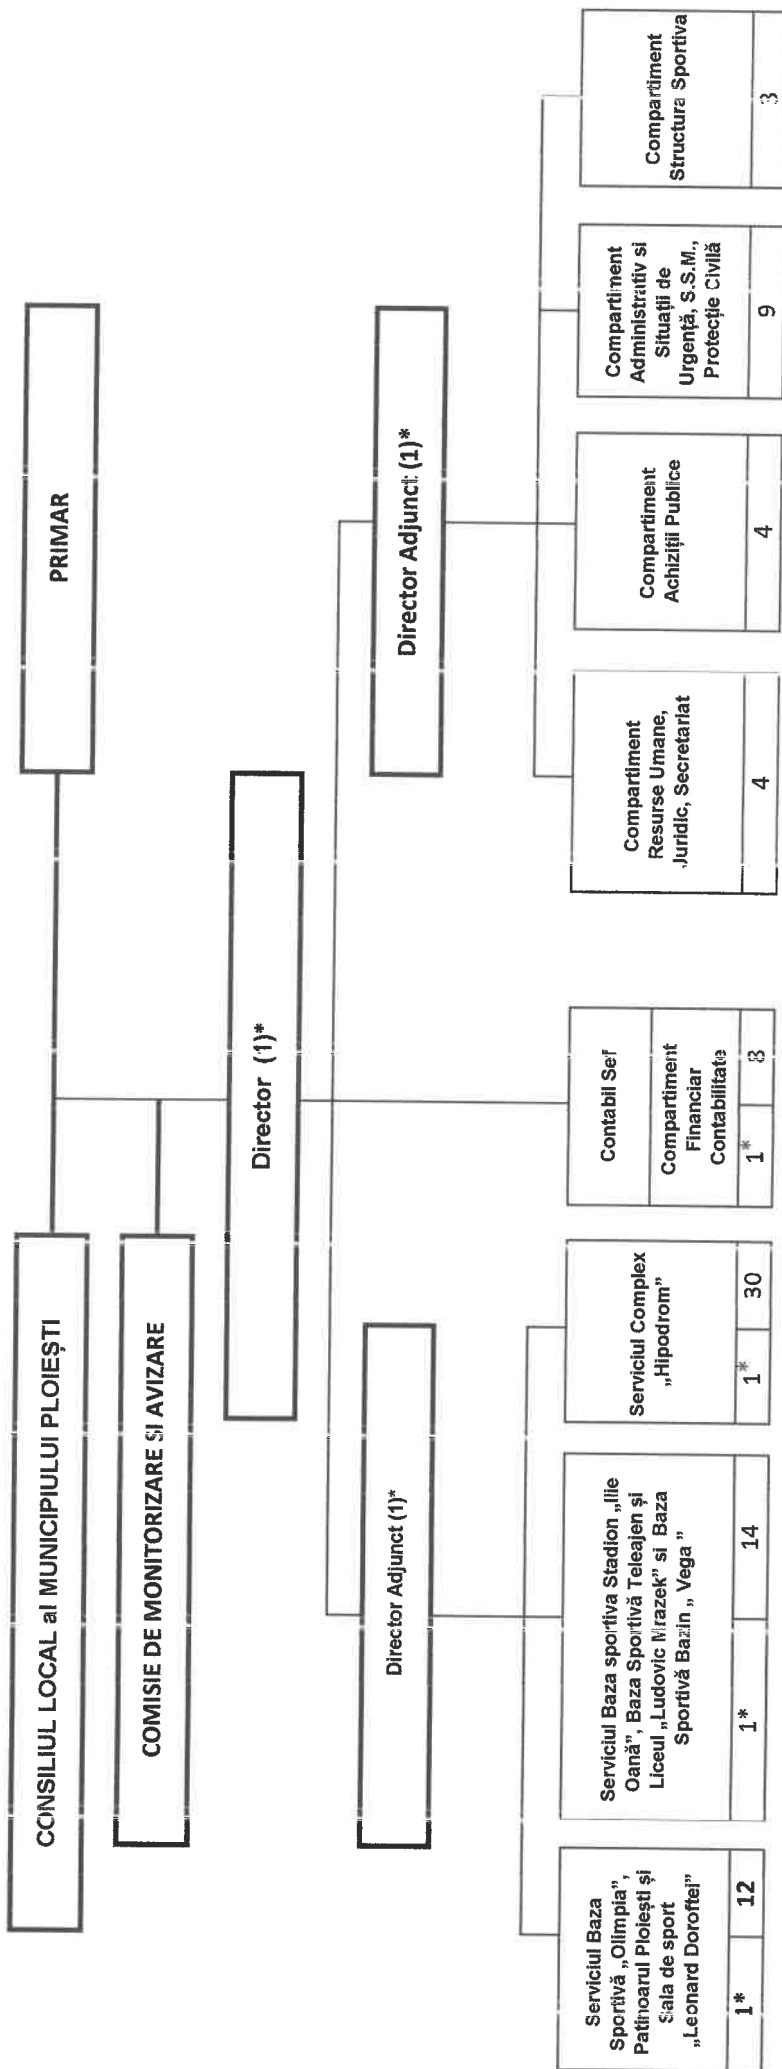 CONSILIUL LOCAL al MUNICIPIULUI PLOIEȘTI
PRIMAR
COMISIE DE MONITORIZARE SI AVIZARE
Director (1)*
Director Adjunct (1)*
Director Adjunct (1)*
Serviciul Baza
Sportivă „Olimpia”,
Patinoarul Ploiești și
Sala de sport
„Leonard Doroftei”
1* 12
Serviciul Baza sportiva Stadion „Ilie
Oană”, Baza Sportivă Teleajen și
Liceul „Ludovic Mrazek” si Baza
Sportivă Bazin „ Vega ”
1* 14
Serviciul Complex
„Hipodrom”
1* 30
Contabil Sef
Compartiment
Financiar
Contabilitate
1* 8
Compartiment
Resurse Umane,
Juridic, Secretariat
4
Compartiment
Achiziții Publice
4
Compartiment
Administrativ si
Situații de
Urgență, S.S.M.,
Protecție Civilă
9
Compartiment
Structura Sportiva
3